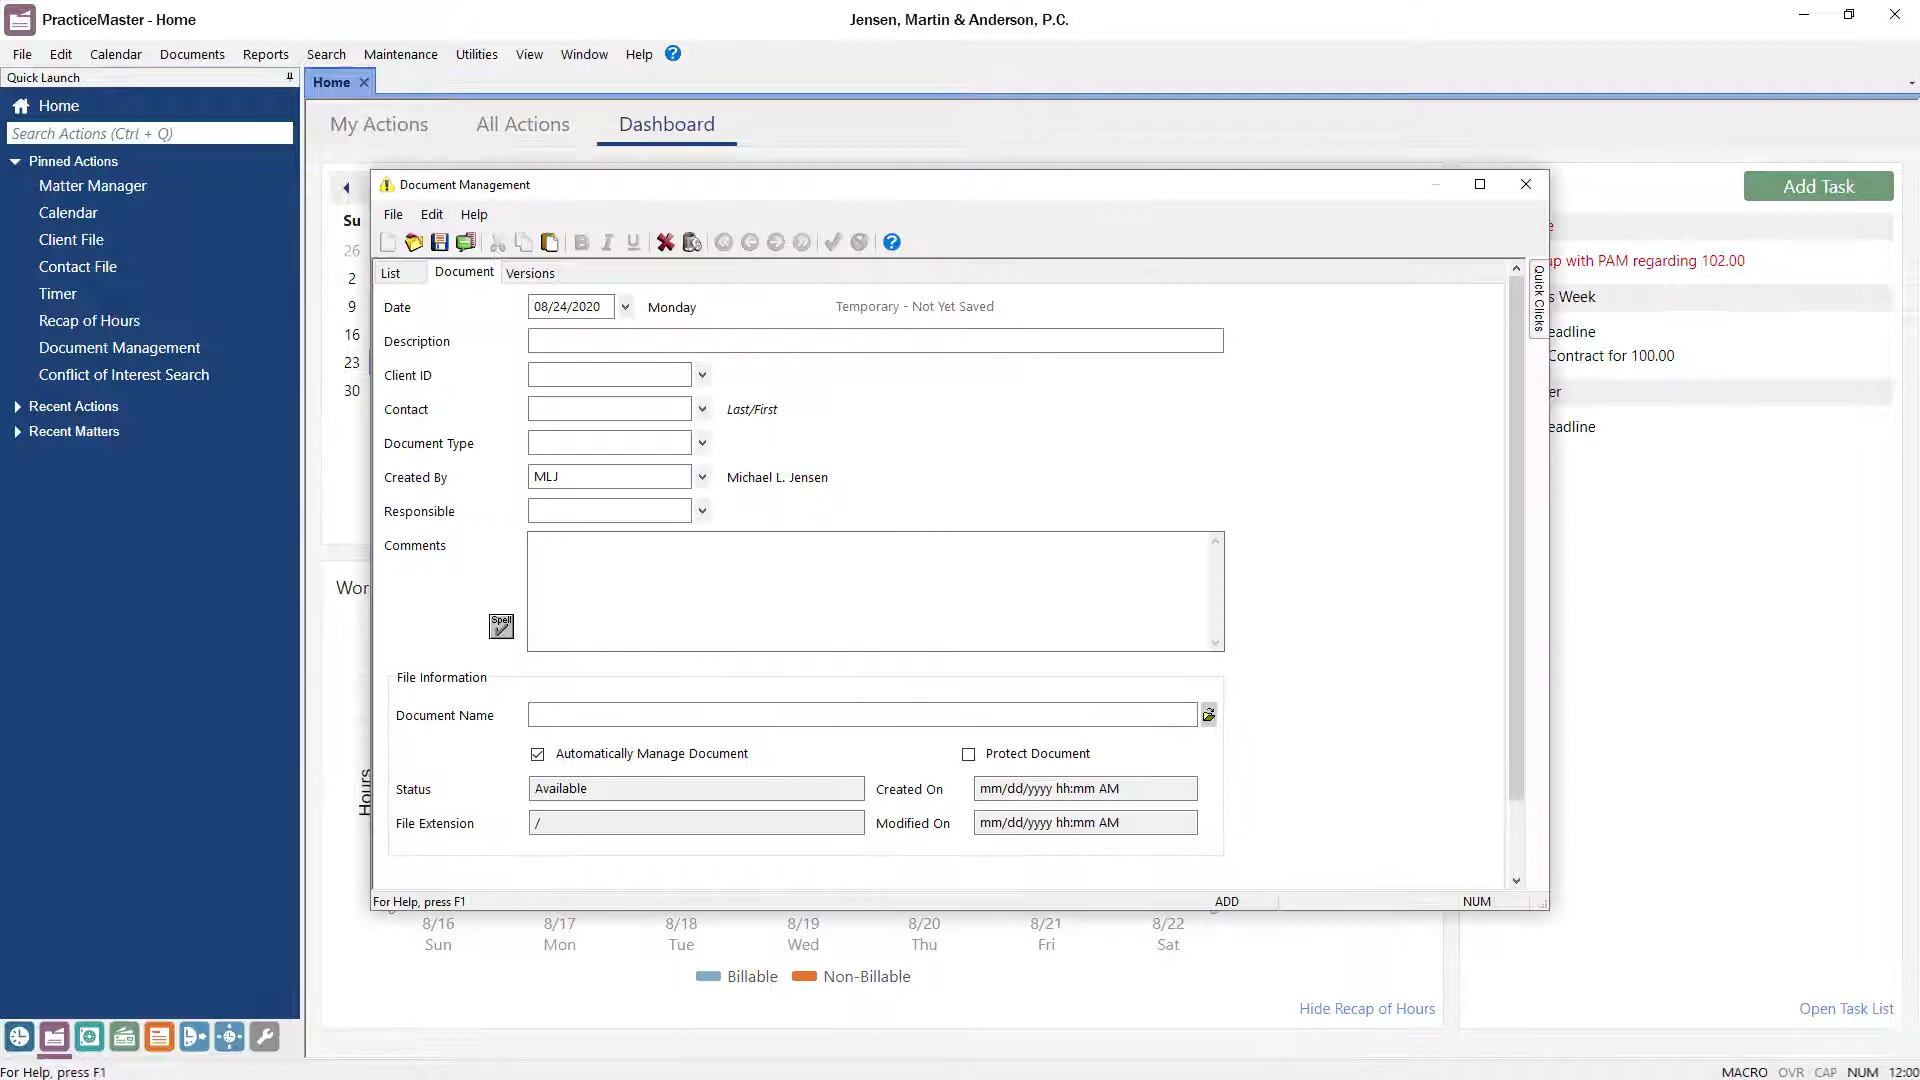 PracticeMaster - Home
Jensen, Martin & Anderson, P.C.
File Edit Calendar Documents Reports Search Maintenance Utilities View Window Help
Quick Launch
Home
Search Actions (Ctrl + Q)
Pinned Actions
Matter Manager
Calendar
Client File
Contact File
Timer
Recap of Hours
Document Management
Conflict of Interest Search
Recent Actions
Recent Matters
Home
My Actions All Actions Dashboard
Su
26
2
9
16
23
30
Hours
Document Management
File Edit Help
B I U
List Document Versions
Date 08/24/2020 Monday Temporary - Not Yet Saved
Description
Client ID
Contact Last/First
Document Type
Created By MLJ Michael L. Jensen
Responsible
Comments
Spell
File Information
Document Name
Automatically Manage Document Protect Document
Status Available Created On mm/dd/yyyy hh:mm AM
File Extension / Modified On mm/dd/yyyy hh:mm AM
For Help, press F1 ADD NUM
Quick Clicks
Add Task
up with PAM regarding 102.00
s Week
eadline
Contract for 100.00
er
eadline
8/16 8/17 8/18 8/19 8/20 8/21 8/22
Sun Mon Tue Wed Thu Fri Sat
Billable Non-Billable
Hide Recap of Hours
Open Task List
For Help, press F1
MACRO OVR CAP NUM 12:00